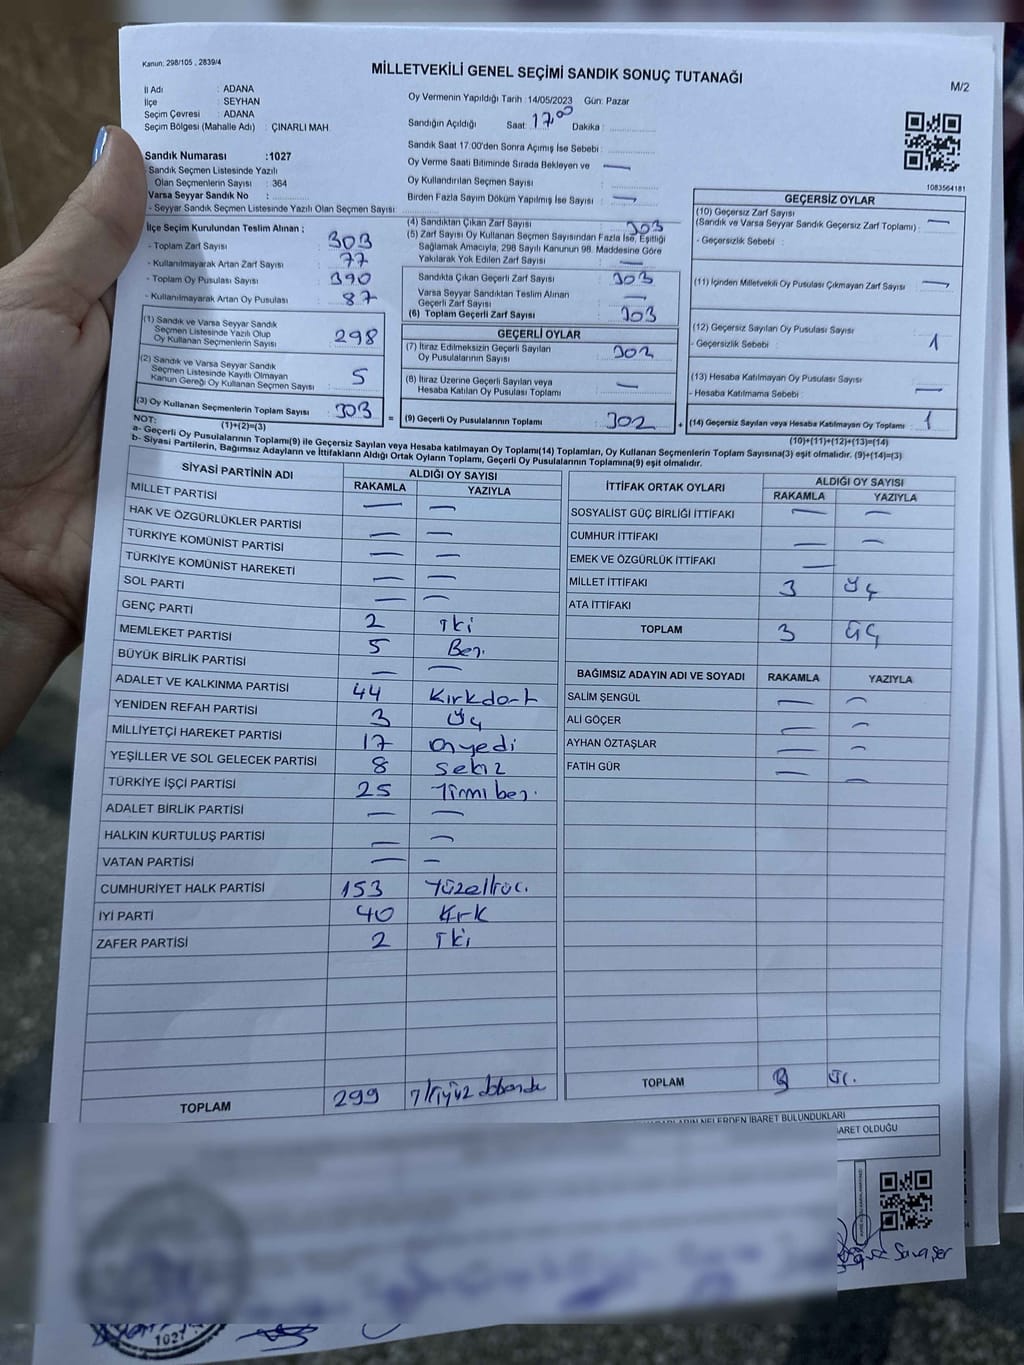 Kanun: 298/105 , 2839/4
MİLLETVEKİLİ GENEL SEÇİMİ SANDIK SONUÇ TUTANAĞI
M/2
İl Adı : ADANA
İlçe : SEYHAN
Seçim Çevresi : ADANA
Seçim Bölgesi (Mahalle Adı) : ÇINARLI MAH
Sandık Numarası :1027
Sandık Seçmen Listesinde Yazılı
Olan Seçmenlerin Sayısı : 364
Varsa Seyyar Sandık No :
- Seyyar Sandık Seçmen Listesinde Yazılı Olan Seçmen Sayısı
Oy Vermenin Yapıldığı Tarih :14/05/2023 Gün: Pazar
Sandığın Açıldığı Saat: 17.00 Dakika :
Sandık Saat 17.00'den Sonra Açımış İse Sebebi :
Oy Verme Saati Bitiminde Sırada Bekleyen ve —
Oy Kullandırılan Seçmen Sayısı :
Birden Fazla Sayım Döküm Yapılmış İse Sayısı : —
1083564181
İlçe Seçim Kurulundan Teslim Alınan ;
- Toplam Zarf Sayısı : 303
- Kullanılmayarak Artan Zarf Sayısı : 77
- Toplam Oy Pusulası Sayısı : 390
- Kullanılmayarak Artan Oy Pusulası : 87
(1) Sandık ve Varsa Seyyar Sandık
Seçmen Listesinde Yazılı Olup
Oy Kullanan Seçmenlerin Sayısı : 298
(2) Sandık ve Varsa Seyyar Sandık
Seçmen Listesinde Kayıtlı Olmayan
Kanun Gereği Oy Kullanan Seçmen Sayısı : 5
(3) Oy Kullanan Seçmenlerin Toplam Sayısı : 303
(1)+(2)=(3)
(4) Sandıktan Çıkan Zarf Sayısı : 303
(5) Zarf Sayısı Oy Kullanan Seçmen Sayısından Fazla İse, Eşitliği
Sağlamak Amacıyla, 298 Sayılı Kanunun 98. Maddesine Göre
Yakılarak Yok Edilen Zarf Sayısı : —
Sandıkta Çıkan Geçerli Zarf Sayısı : 303
Varsa Seyyar Sandıktan Teslim Alınan
Geçerli Zarf Sayısı : —
(6) Toplam Geçerli Zarf Sayısı : 303
GEÇERLİ OYLAR
(7) İtiraz Edilmeksizin Geçerli Sayılan
Oy Pusulalarının Sayısı : 302
(8) İtiraz Üzerine Geçerli Sayılan veya
Hesaba Katılan Oy Pusulası Toplamı : —
= (9) Geçerli Oy Pusulalarının Toplamı : 302 +
GEÇERSİZ OYLAR
(10) Geçersiz Zarf Sayısı
(Sandık ve Varsa Seyyar Sandık Geçersiz Zarf Toplamı) : —
- Geçersizlik Sebebi :
(11) İçinden Milletvekili Oy Pusulası Çıkmayan Zarf Sayısı : —
(12) Geçersiz Sayılan Oy Pusulası Sayısı : 1
- Geçersizlik Sebebi :
(13) Hesaba Katılmayan Oy Pusulası Sayısı : —
- Hesaba Katılmama Sebebi :
(14) Geçersiz Sayılan veya Hesaba Katılmayan Oy Toplamı : 1
(10)+(11)+(12)+(13)=(14)
NOT:
a- Geçerli Oy Pusulalarının Toplamı(9) ile Geçersiz Sayılan veya Hesaba katılmayan Oy Toplamı(14) Toplamları, Oy Kullanan Seçmenlerin Toplam Sayısına(3) eşit olmalıdır. (9)+(14)=(3)
b- Siyasi Partilerin, Bağımsız Adayların ve İttifakların Aldığı Ortak Oyların Toplamı, Geçerli Oy Pusulalarının Toplamına(9) eşit olmalıdır.
SİYASİ PARTİNİN ADI ALDIĞI OY SAYISI
RAKAMLA YAZIYLA
MİLLET PARTİSİ — —
HAK VE ÖZGÜRLÜKLER PARTİSİ — —
TÜRKİYE KOMÜNİST PARTİSİ — —
TÜRKİYE KOMÜNİST HAREKETİ — —
SOL PARTİ — —
GENÇ PARTİ 2 iki
MEMLEKET PARTİSİ 5 Beş.
BÜYÜK BİRLİK PARTİSİ — —
ADALET VE KALKINMA PARTİSİ 44 Kırkdört
YENİDEN REFAH PARTİSİ 3 Üç
MİLLİYETÇİ HAREKET PARTİSİ 17 Onyedi
YEŞİLLER VE SOL GELECEK PARTİSİ 8 Sekiz
TÜRKİYE İŞÇİ PARTİSİ 25 Yirmi beş.
ADALET BİRLİK PARTİSİ — —
HALKIN KURTULUŞ PARTİSİ — —
VATAN PARTİSİ — —
CUMHURİYET HALK PARTİSİ 153 Yüzelliüç.
İYİ PARTİ 40 Kırk
ZAFER PARTİSİ 2 iki
TOPLAM 299
İTTİFAK ORTAK OYLARI ALDIĞI OY SAYISI
RAKAMLA YAZIYLA
SOSYALİST GÜÇ BİRLİĞİ İTTİFAKI — —
CUMHUR İTTİFAKI — —
EMEK VE ÖZGÜRLÜK İTTİFAKI —
MİLLET İTTİFAKI 3 Üç
ATA İTTİFAKI
TOPLAM 3 Üç
BAĞIMSIZ ADAYIN ADI VE SOYADI RAKAMLA YAZIYLA
SALİM ŞENGÜL — —
ALİ GÖÇER — —
AYHAN ÖZTAŞLAR — —
FATİH GÜR — —
TOPLAM 3 Üç.
NELERDEN İBARET BULUNDUKLARI
İBARET OLDUĞU
1027